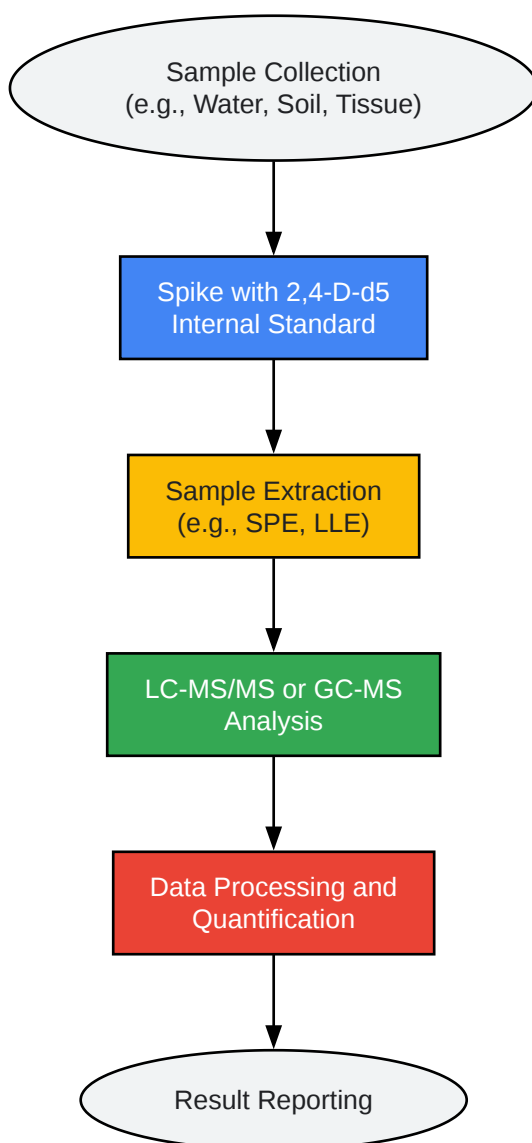 Sample Collection
(e.g., Water, Soil, Tissue)
Spike with 2,4-D-d5
Internal Standard
Sample Extraction
(e.g., SPE, LLE)
LC-MS/MS or GC-MS
Analysis
Data Processing and
Quantification
Result Reporting